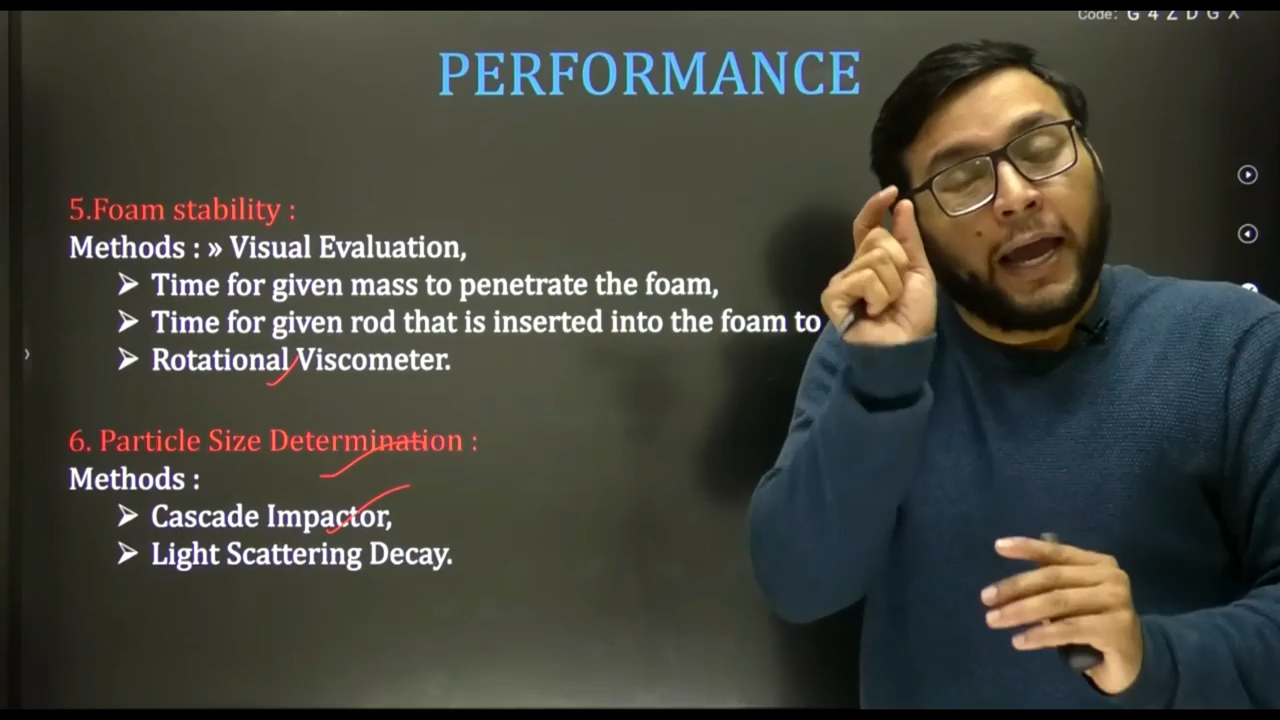 Code: G 4 Z D G X
PERFORMANCE
5.Foam stability :
Methods : » Visual Evaluation,
➤ Time for given mass to penetrate the foam,
➤ Time for given rod that is inserted into the foam to
➤ Rotational Viscometer.
6. Particle Size Determination :
Methods :
➤ Cascade Impactor,
➤ Light Scattering Decay.